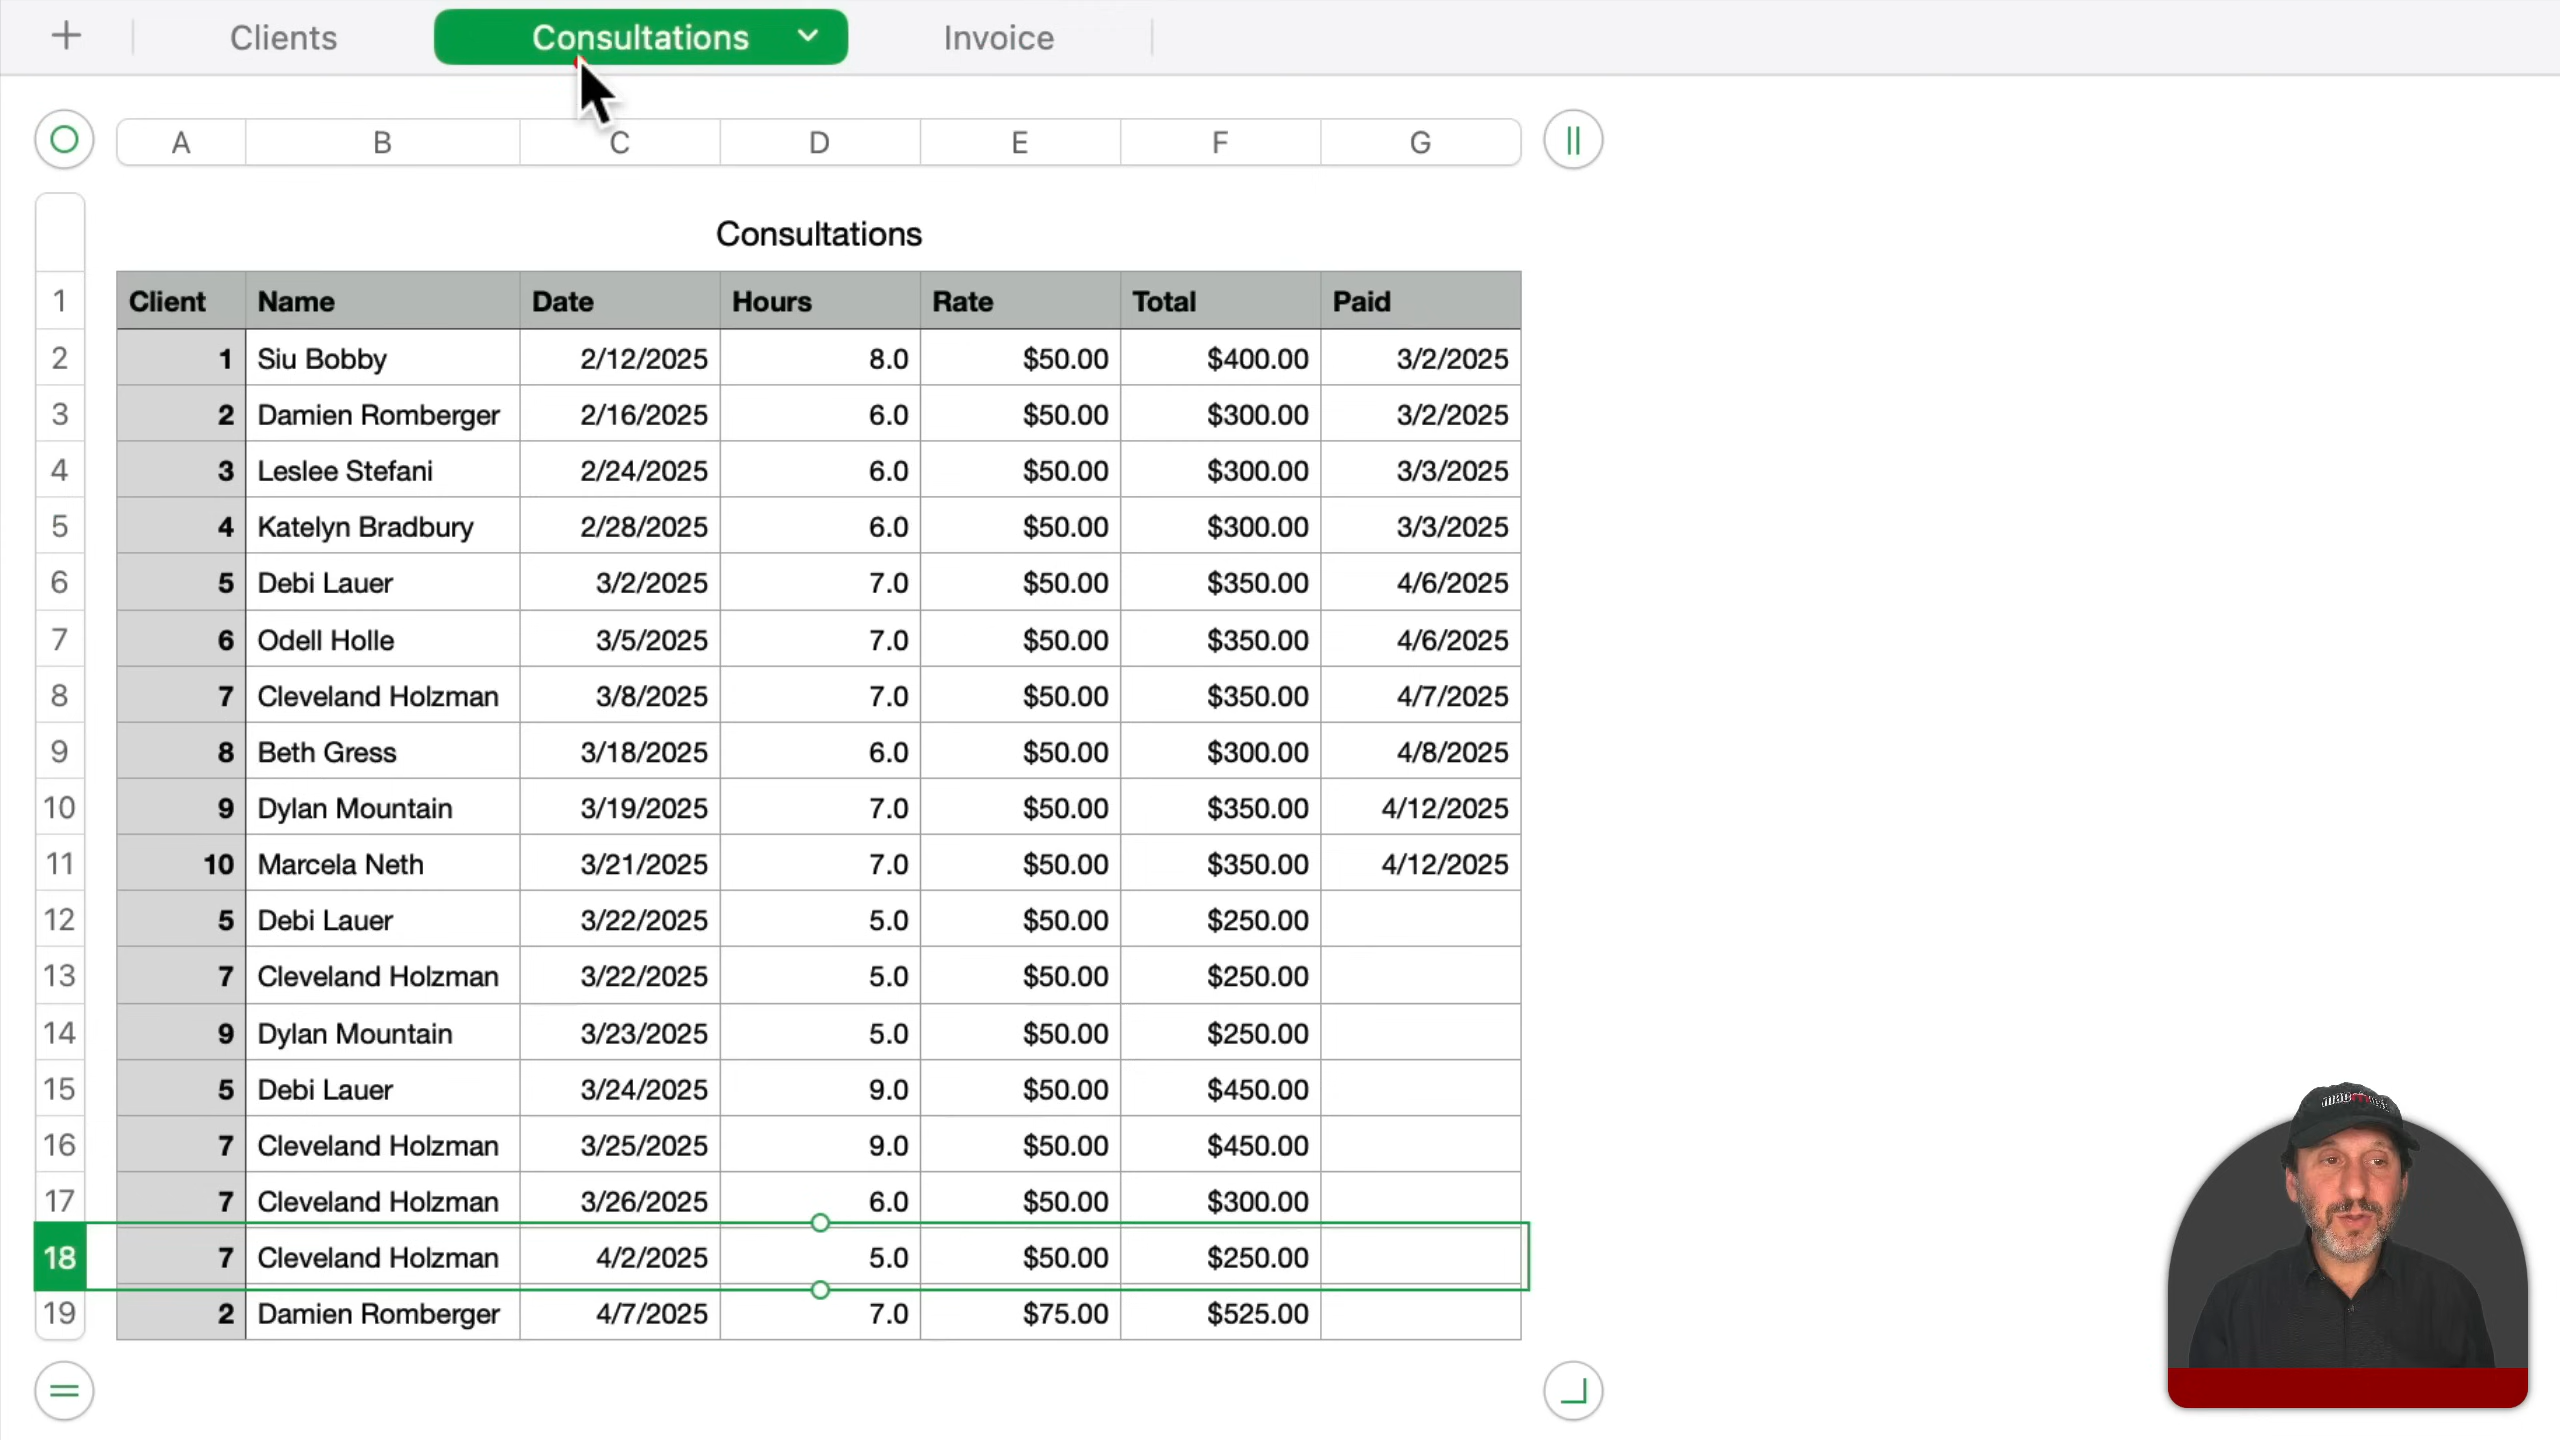 Clients Consultations Invoice
A B C D E F G
Consultations
1 Client Name Date Hours Rate Total Paid
2 1 Siu Bobby 2/12/2025 8.0 $50.00 $400.00 3/2/2025
3 2 Damien Romberger 2/16/2025 6.0 $50.00 $300.00 3/2/2025
4 3 Leslee Stefani 2/24/2025 6.0 $50.00 $300.00 3/3/2025
5 4 Katelyn Bradbury 2/28/2025 6.0 $50.00 $300.00 3/3/2025
6 5 Debi Lauer 3/2/2025 7.0 $50.00 $350.00 4/6/2025
7 6 Odell Holle 3/5/2025 7.0 $50.00 $350.00 4/6/2025
8 7 Cleveland Holzman 3/8/2025 7.0 $50.00 $350.00 4/7/2025
9 8 Beth Gress 3/18/2025 6.0 $50.00 $300.00 4/8/2025
10 9 Dylan Mountain 3/19/2025 7.0 $50.00 $350.00 4/12/2025
11 10 Marcela Neth 3/21/2025 7.0 $50.00 $350.00 4/12/2025
12 5 Debi Lauer 3/22/2025 5.0 $50.00 $250.00
13 7 Cleveland Holzman 3/22/2025 5.0 $50.00 $250.00
14 9 Dylan Mountain 3/23/2025 5.0 $50.00 $250.00
15 5 Debi Lauer 3/24/2025 9.0 $50.00 $450.00
16 7 Cleveland Holzman 3/25/2025 9.0 $50.00 $450.00
17 7 Cleveland Holzman 3/26/2025 6.0 $50.00 $300.00
18 7 Cleveland Holzman 4/2/2025 5.0 $50.00 $250.00
19 2 Damien Romberger 4/7/2025 7.0 $75.00 $525.00